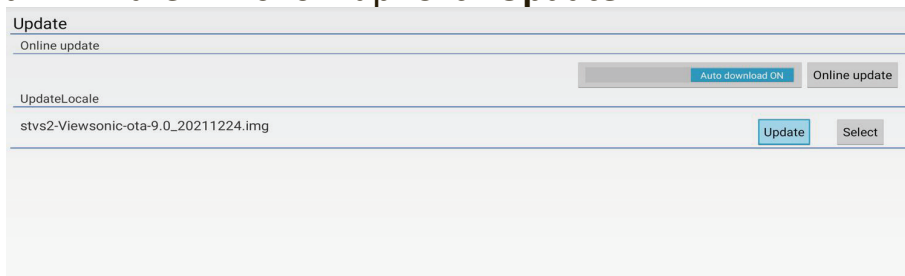 Update
Online update
Auto download ON Online update
UpdateLocale
stvs2-Viewsonic-ota-9.0_20211224.img Update Select